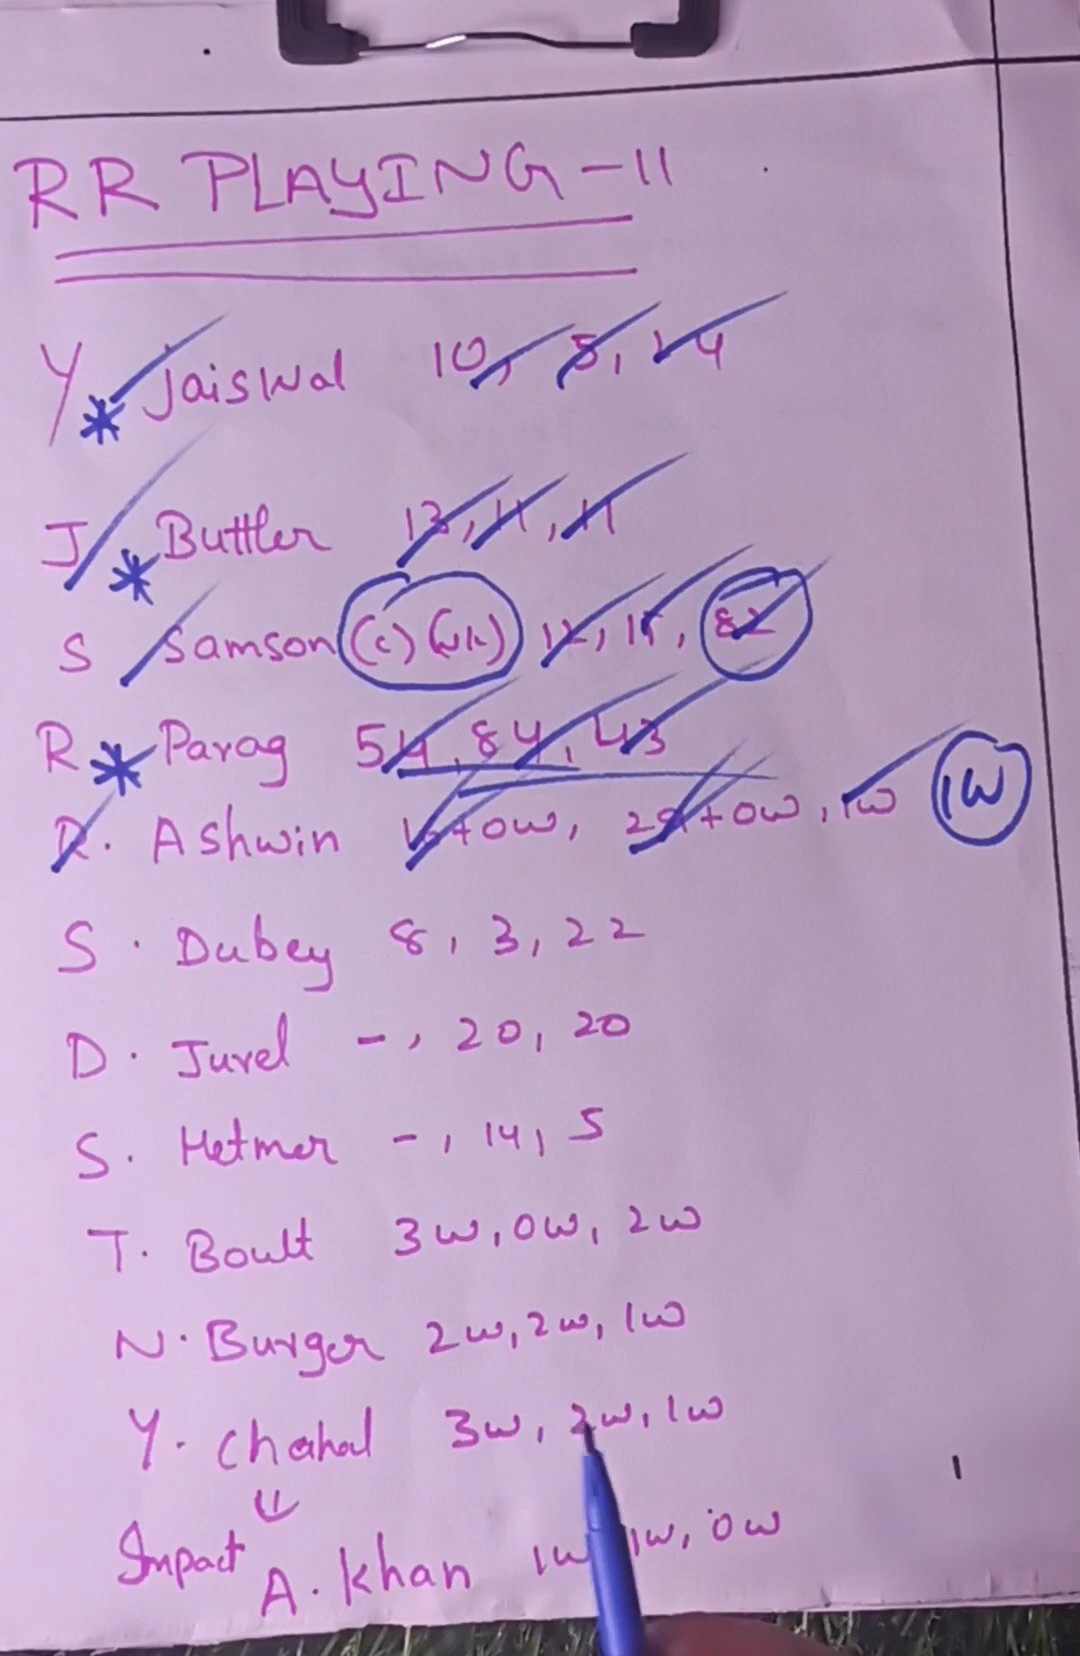 RR PLAYING-11
Y Jaiswal 10, 5, 24
J Buttler 13, 11, 11
S Samson (c) (wk) 12, 15, 82
R Parag 54, 84, 43
R. Ashwin +0w, 29+0w, 1w 1W
S. Dubey 8, 3, 22
D. Jurel -, 20, 20
S. Hetmer -, 14, 5
T. Boult 3w, 0w, 2w
N. Burger 2w, 2w, 1w
Y. Chahal 3w, 2w, 1w
Impact A. Khan 1w 1w, 0w